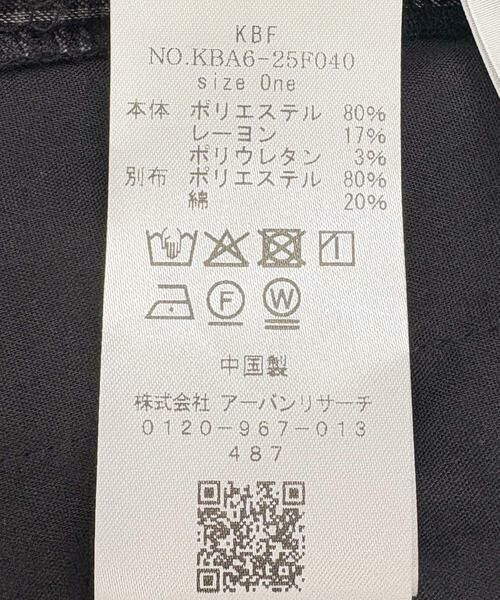 KBF
NO.KBA6-25F040
size One
本体 ポリエステル 80%
レーヨン 17%
ポリウレタン 3%
別布 ポリエステル 80%
綿 20%
F W
中国製
株式会社 アーバンリサーチ
0120-967-013
487